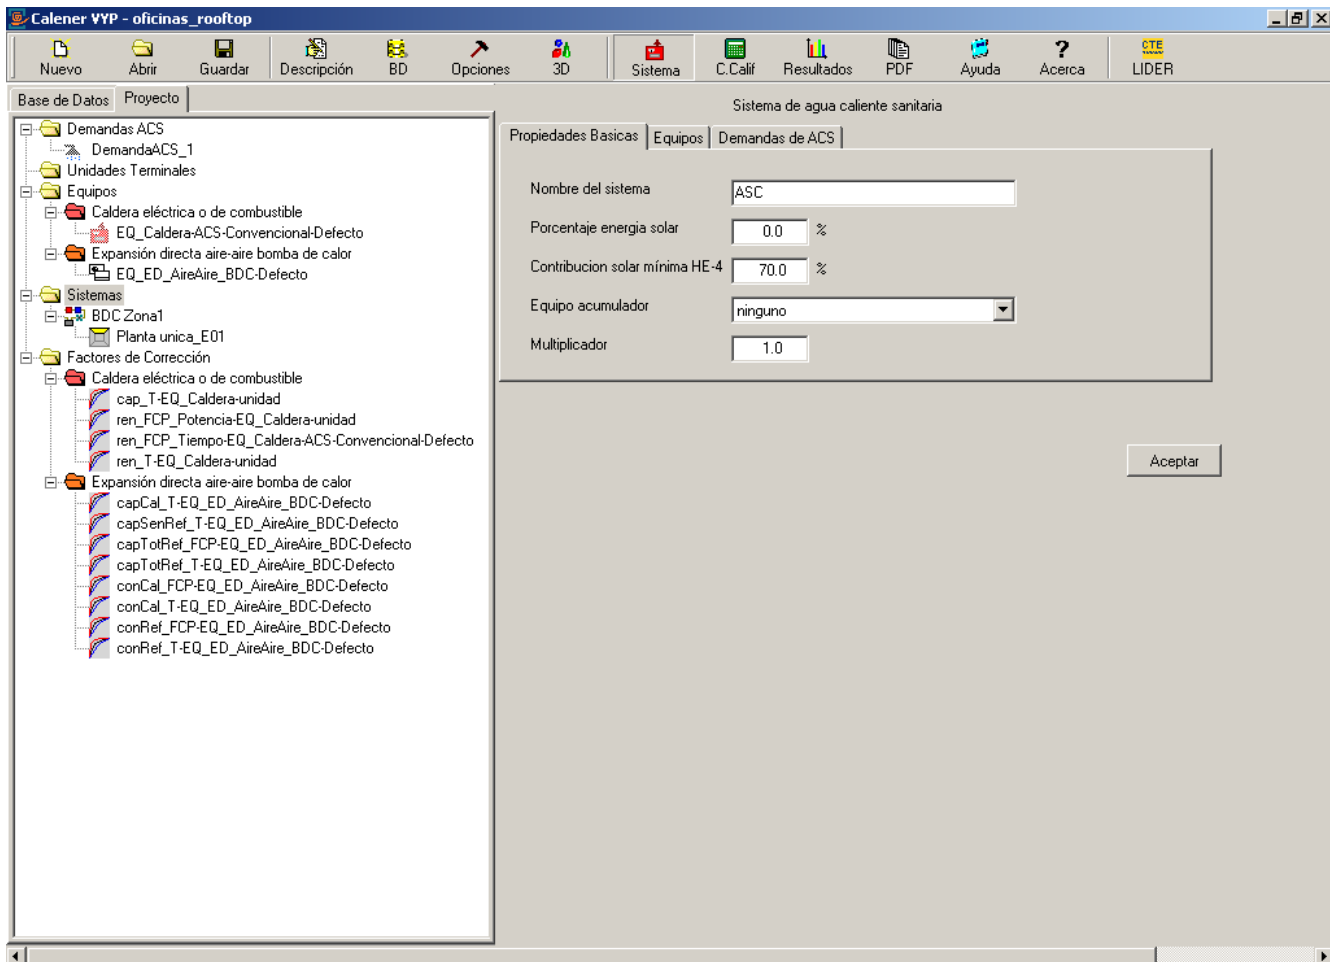 Calener VYP - oficinas_rooftop
Nuevo Abrir Guardar Descripción BD Opciones 3D Sistema C.Calif Resultados PDF Ayuda ? Acerca CTE LIDER
Base de Datos Proyecto
Demandas ACS
DemandaACS_1
Unidades Terminales
Equipos
Caldera eléctrica o de combustible
EQ_Caldera-ACS-Convencional-Defecto
Expansión directa aire-aire bomba de calor
EQ_ED_AireAire_BDC-Defecto
Sistemas
BDC Zona1
Planta unica_E01
Factores de Corrección
Caldera eléctrica o de combustible
cap_T-EQ_Caldera-unidad
ren_FCP_Potencia-EQ_Caldera-unidad
ren_FCP_Tiempo-EQ_Caldera-ACS-Convencional-Defecto
ren_T-EQ_Caldera-unidad
Expansión directa aire-aire bomba de calor
capCal_T-EQ_ED_AireAire_BDC-Defecto
capSenRef_T-EQ_ED_AireAire_BDC-Defecto
capTotRef_FCP-EQ_ED_AireAire_BDC-Defecto
capTotRef_T-EQ_ED_AireAire_BDC-Defecto
conCal_FCP-EQ_ED_AireAire_BDC-Defecto
conCal_T-EQ_ED_AireAire_BDC-Defecto
conRef_FCP-EQ_ED_AireAire_BDC-Defecto
conRef_T-EQ_ED_AireAire_BDC-Defecto
Sistema de agua caliente sanitaria
Propiedades Basicas Equipos Demandas de ACS
Nombre del sistema ASC
Porcentaje energia solar 0.0 %
Contribucion solar mínima HE-4 70.0 %
Equipo acumulador ninguno
Multiplicador 1.0
Aceptar